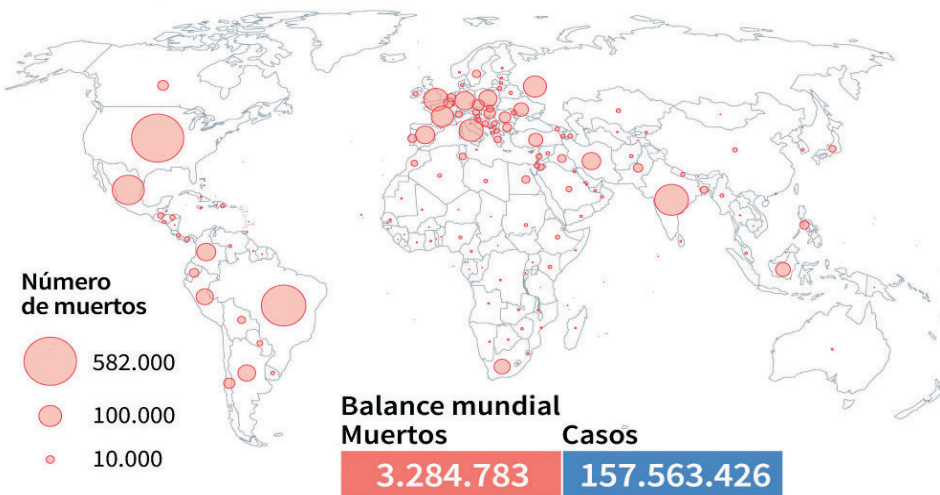 Número
de muertos
582.000
100.000
10.000
Balance mundial
Muertos Casos
3.284.783 157.563.426